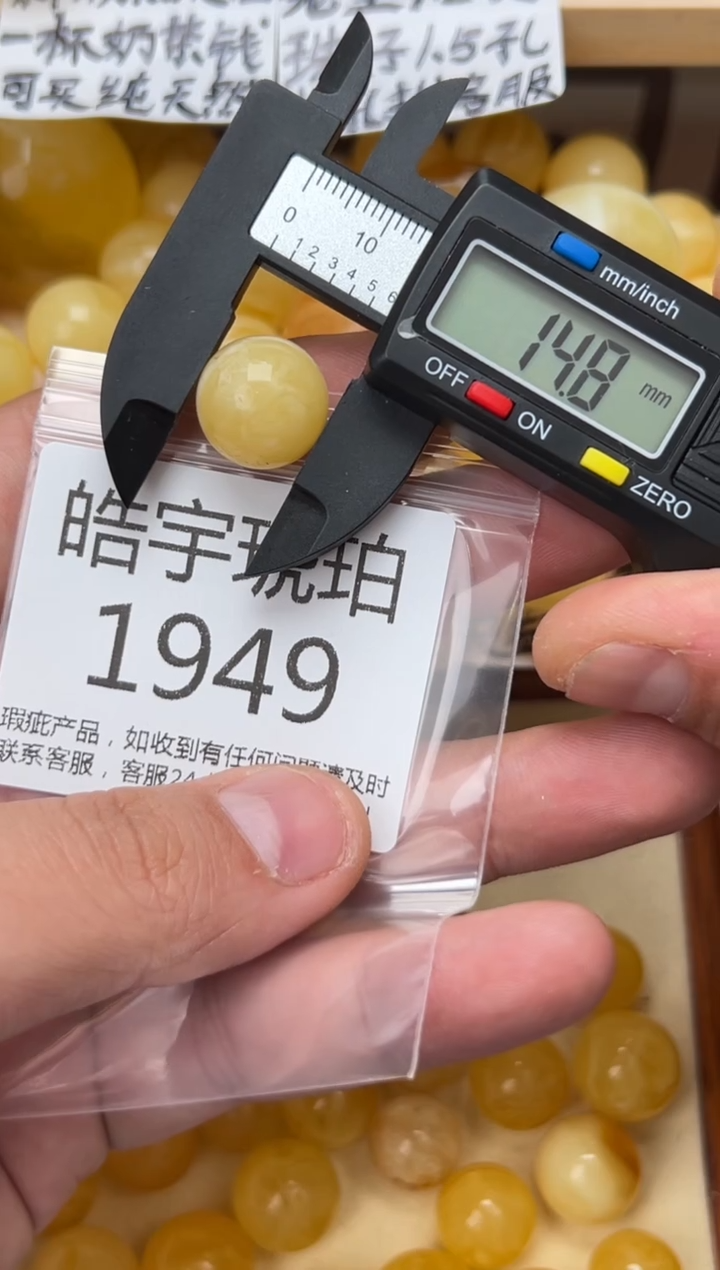 一杯奶茶钱
可买纯天然
珠子1.5孔
客服
0 10
1 2 3 4 5 6
mm/inch
14.8 mm
OFF
ON
ZERO
皓宇琥珀
1949
瑕疵产品，如收到有任何问题请及时
联系客服，客服24